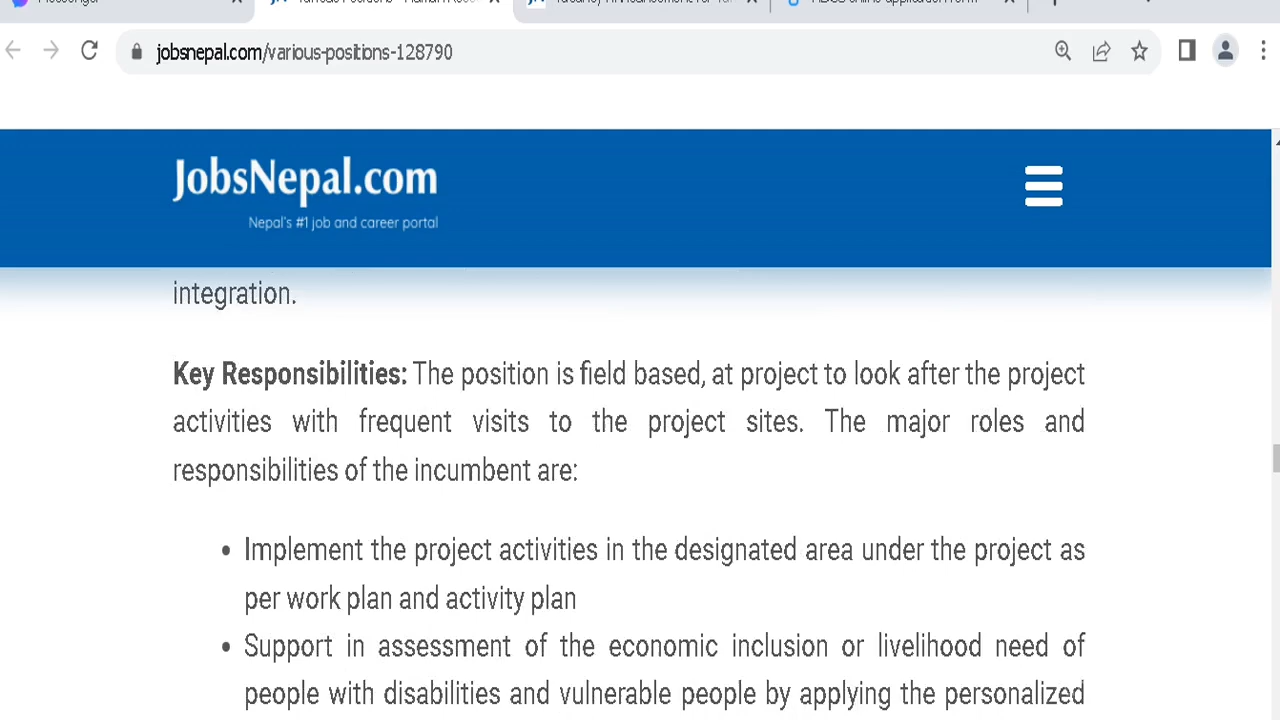 jobsnepal.com/various-positions-128790
JobsNepal.com
Nepal's #1 job and career portal
integration.
Key Responsibilities: The position is field based, at project to look after the project
activities with frequent visits to the project sites. The major roles and
responsibilities of the incumbent are:
• Implement the project activities in the designated area under the project as
per work plan and activity plan
• Support in assessment of the economic inclusion or livelihood need of
people with disabilities and vulnerable people by applying the personalized